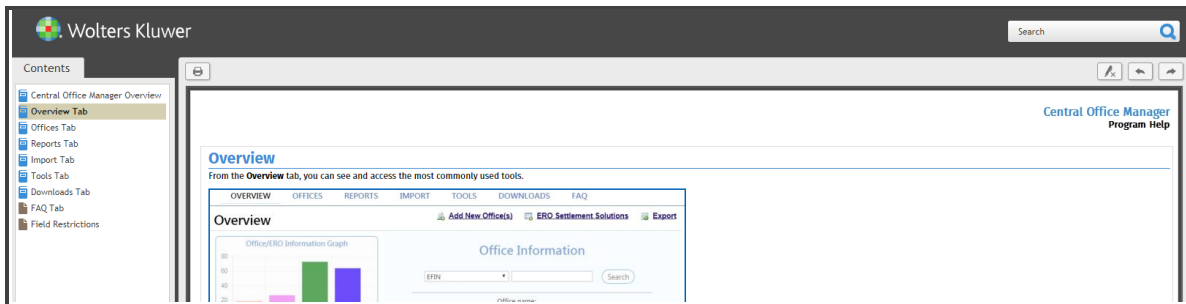 Wolters Kluwer
Search
Contents
Central Office Manager Overview
Overview Tab
Offices Tab
Reports Tab
Import Tab
Tools Tab
Downloads Tab
FAQ Tab
Field Restrictions
Central Office Manager
Program Help
Overview
From the Overview tab, you can see and access the most commonly used tools.
OVERVIEW OFFICES REPORTS IMPORT TOOLS DOWNLOADS FAQ
Overview
Add New Office(s) ERO Settlement Solutions Export
Office/ERO Information Graph
80
60
40
20
Office Information
EFIN
Search
Office name: